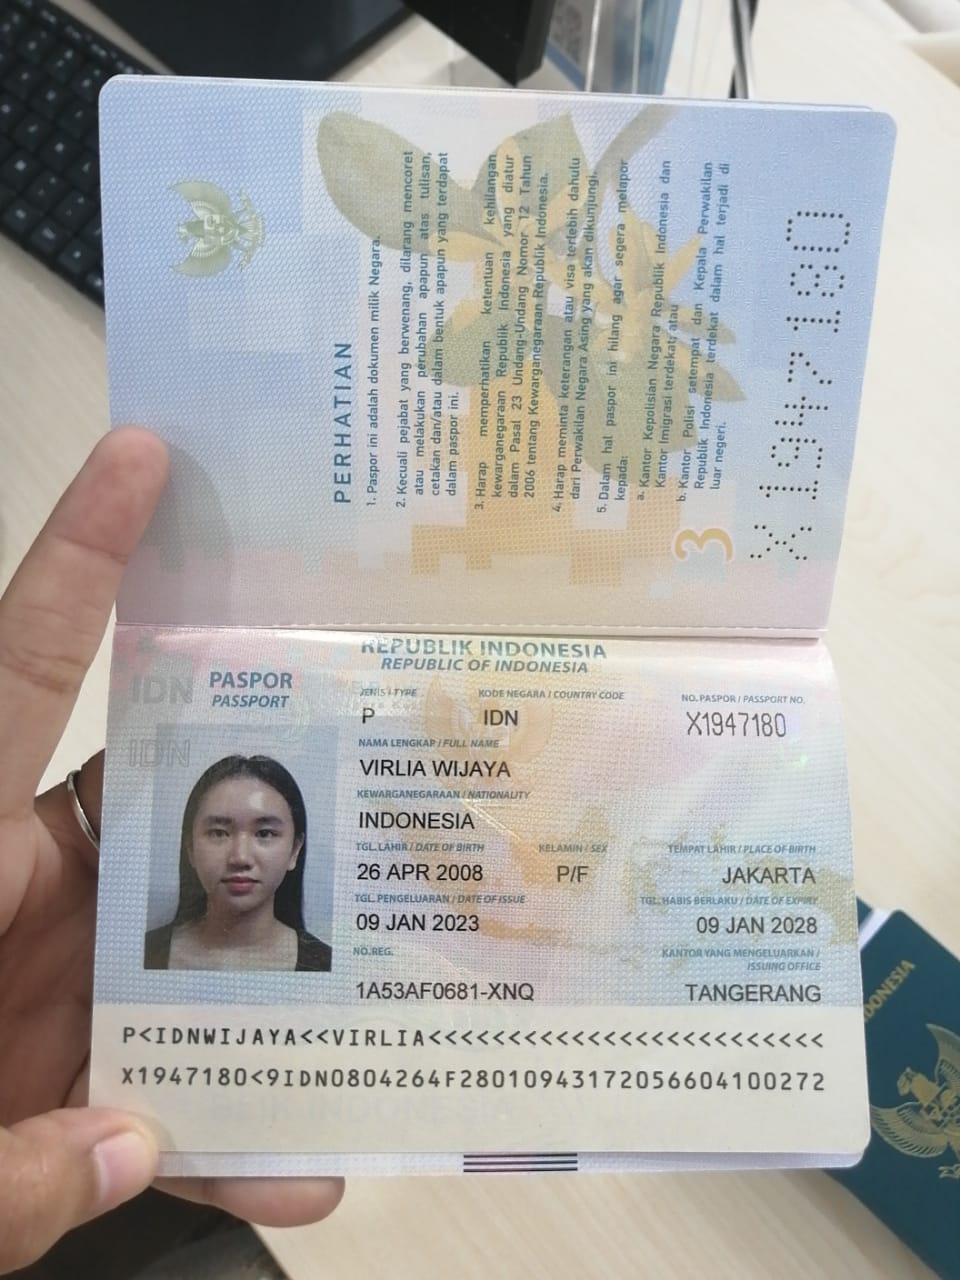 PERHATIAN
1. Paspor ini adalah dokumen milik Negara.
2. Kecuali pejabat yang berwenang, dilarang mencoret
atau melakukan perubahan apapun atas tulisan,
cetakan dan/atau dalam bentuk apapun yang terdapat
dalam paspor ini.
3. Harap memperhatikan ketentuan kehilangan
kewarganegaraan Republik Indonesia yang diatur
dalam Pasal 23 Undang-Undang Nomor 12 Tahun
2006 tentang Kewarganegaraan Republik Indonesia.
4. Harap meminta keterangan atau visa terlebih dahulu
dari Perwakilan Negara Asing yang akan dikunjungi.
5. Dalam hal paspor ini hilang agar segera melapor
kepada:
a. Kantor Kepolisian Negara Republik Indonesia dan
Kantor Imigrasi terdekat; atau
b. Kantor Polisi setempat dan Kepala Perwakilan
Republik Indonesia terdekat dalam hal terjadi di
luar negeri.
3
X1947180
REPUBLIK INDONESIA
REPUBLIC OF INDONESIA
IDN
IDN
PASPOR
PASSPORT
JENIS / TYPE
KODE NEGARA / COUNTRY CODE
NO. PASPOR / PASSPORT NO.
P
IDN
X1947180
NAMA LENGKAP / FULL NAME
VIRLIA WIJAYA
KEWARGANEGARAAN / NATIONALITY
INDONESIA
TGL. LAHIR / DATE OF BIRTH
KELAMIN / SEX
TEMPAT LAHIR / PLACE OF BIRTH
26 APR 2008
P/F
JAKARTA
TGL. PENGELUARAN / DATE OF ISSUE
TGL. HABIS BERLAKU / DATE OF EXPIRY
09 JAN 2023
09 JAN 2028
NO. REG.
KANTOR YANG MENGELUARKAN /
ISSUING OFFICE
1A53AF0681-XNQ
TANGERANG
P<IDNWIJAYA<<VIRLIA<<<<<<<<<<<<<<<<<<<<<<<<<
X1947180<9IDN0804264F28010943172056604100272